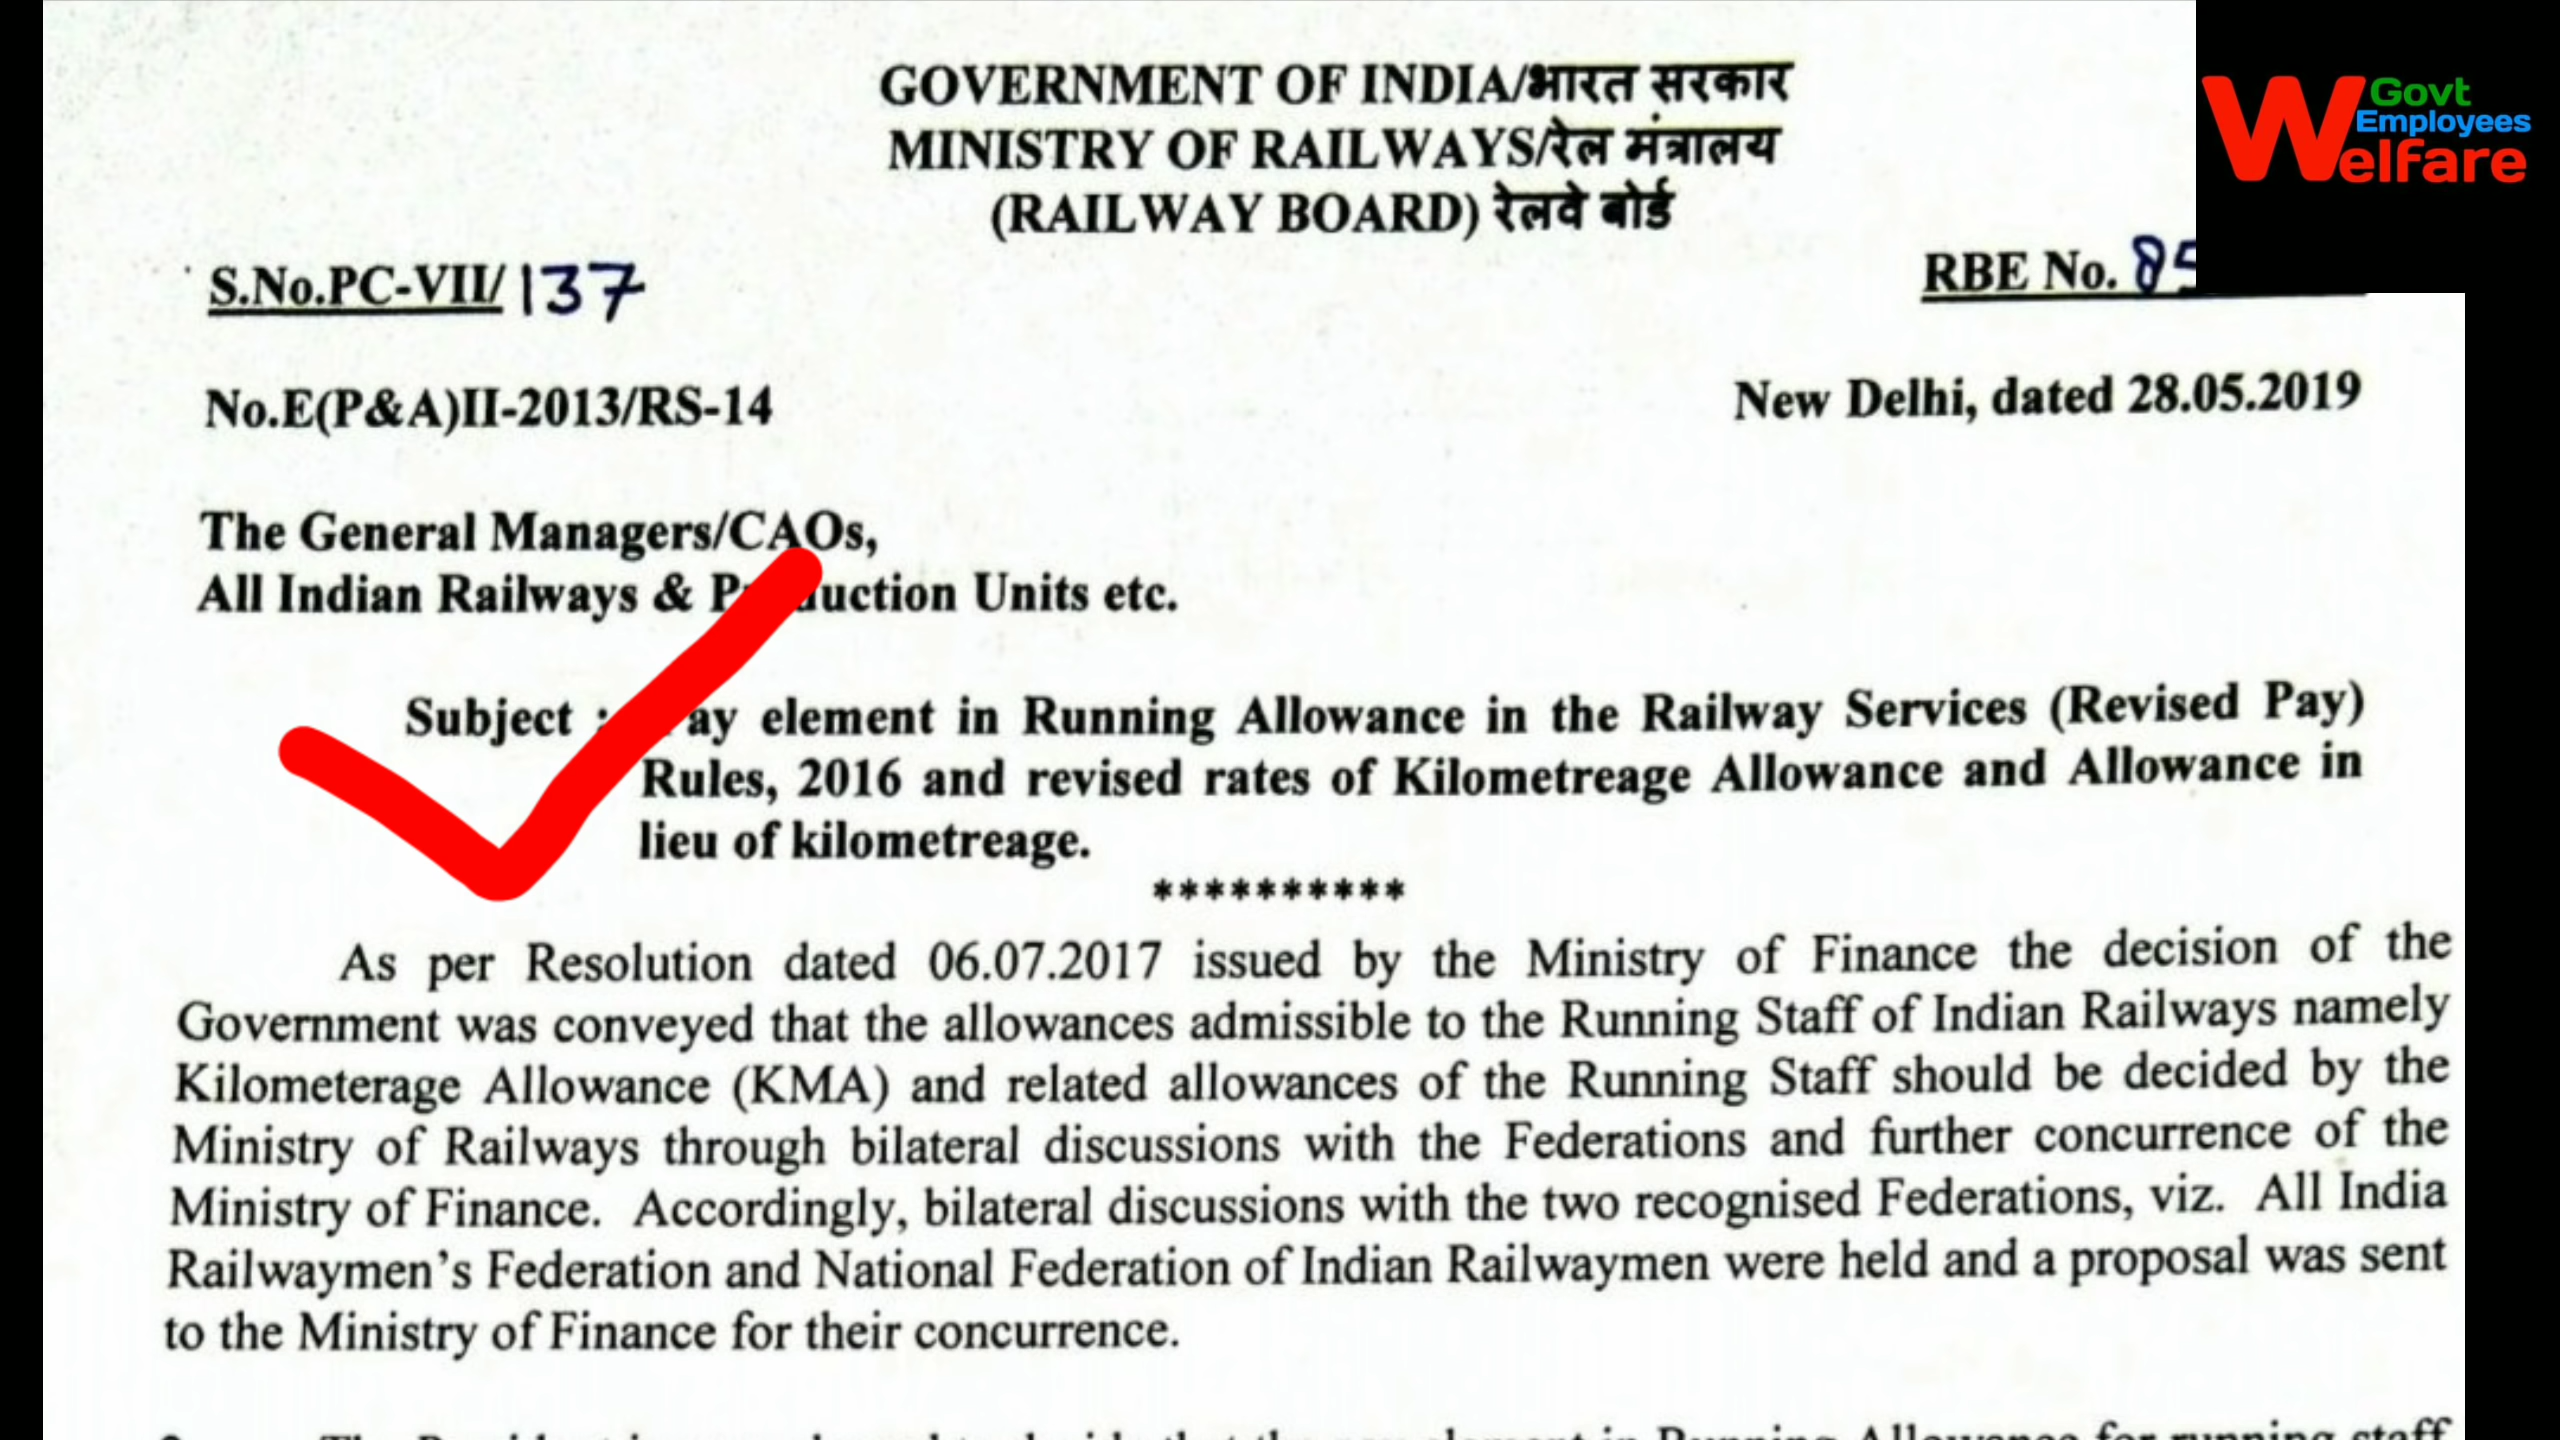 GOVERNMENT OF INDIA/भारत सरकार
MINISTRY OF RAILWAYS/रेल मंत्रालय
(RAILWAY BOARD) रेलवे बोर्ड
Govt
Employees
Welfare
S.No.PC-VII/137
RBE No. 85
No.E(P&A)II-2013/RS-14
New Delhi, dated 28.05.2019
The General Managers/CAOs,
All Indian Railways & Production Units etc.
Subject : Pay element in Running Allowance in the Railway Services (Revised Pay)
Rules, 2016 and revised rates of Kilometreage Allowance and Allowance in
lieu of kilometreage.
**********
As per Resolution dated 06.07.2017 issued by the Ministry of Finance the decision of the
Government was conveyed that the allowances admissible to the Running Staff of Indian Railways namely
Kilometerage Allowance (KMA) and related allowances of the Running Staff should be decided by the
Ministry of Railways through bilateral discussions with the Federations and further concurrence of the
Ministry of Finance. Accordingly, bilateral discussions with the two recognised Federations, viz. All India
Railwaymen's Federation and National Federation of Indian Railwaymen were held and a proposal was sent
to the Ministry of Finance for their concurrence.